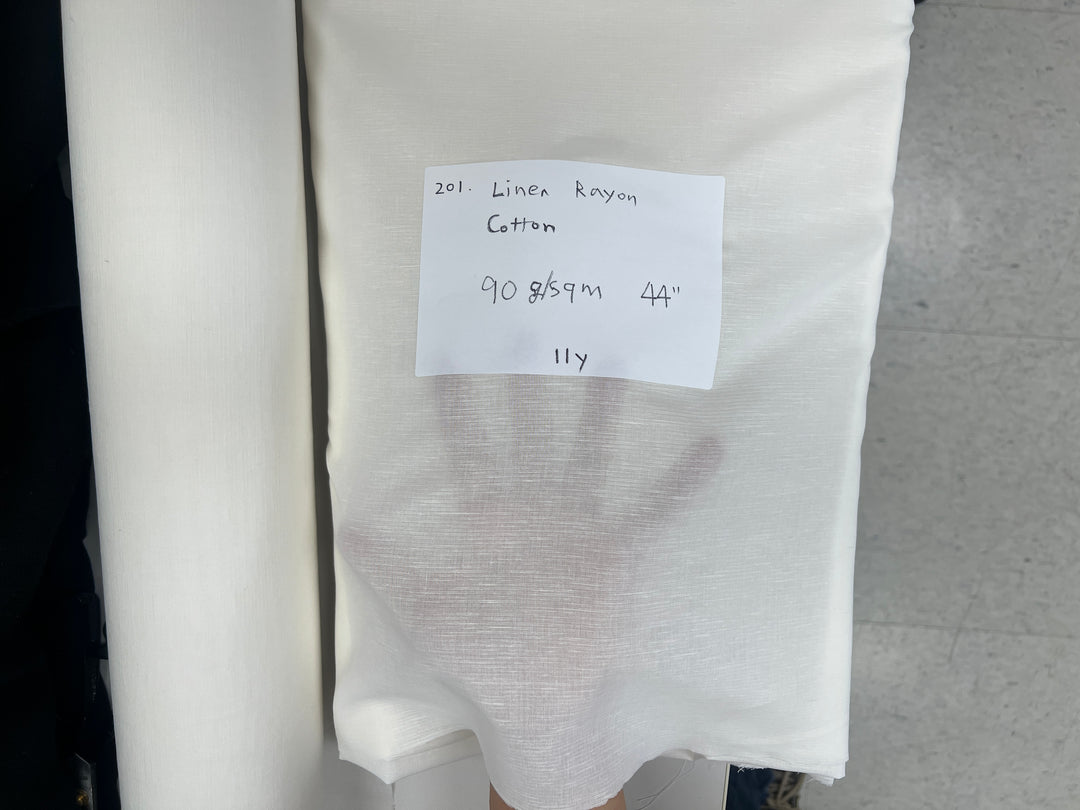 201. Linen Rayon
Cotton
90 g/sqm 44"
11y